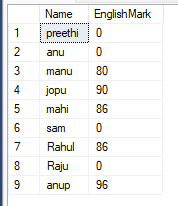 Name EnglishMark
1 preethi 0
2 anu 0
3 manu 80
4 jopu 90
5 mahi 86
6 sam 0
7 Rahul 86
8 Raju 0
9 anup 96